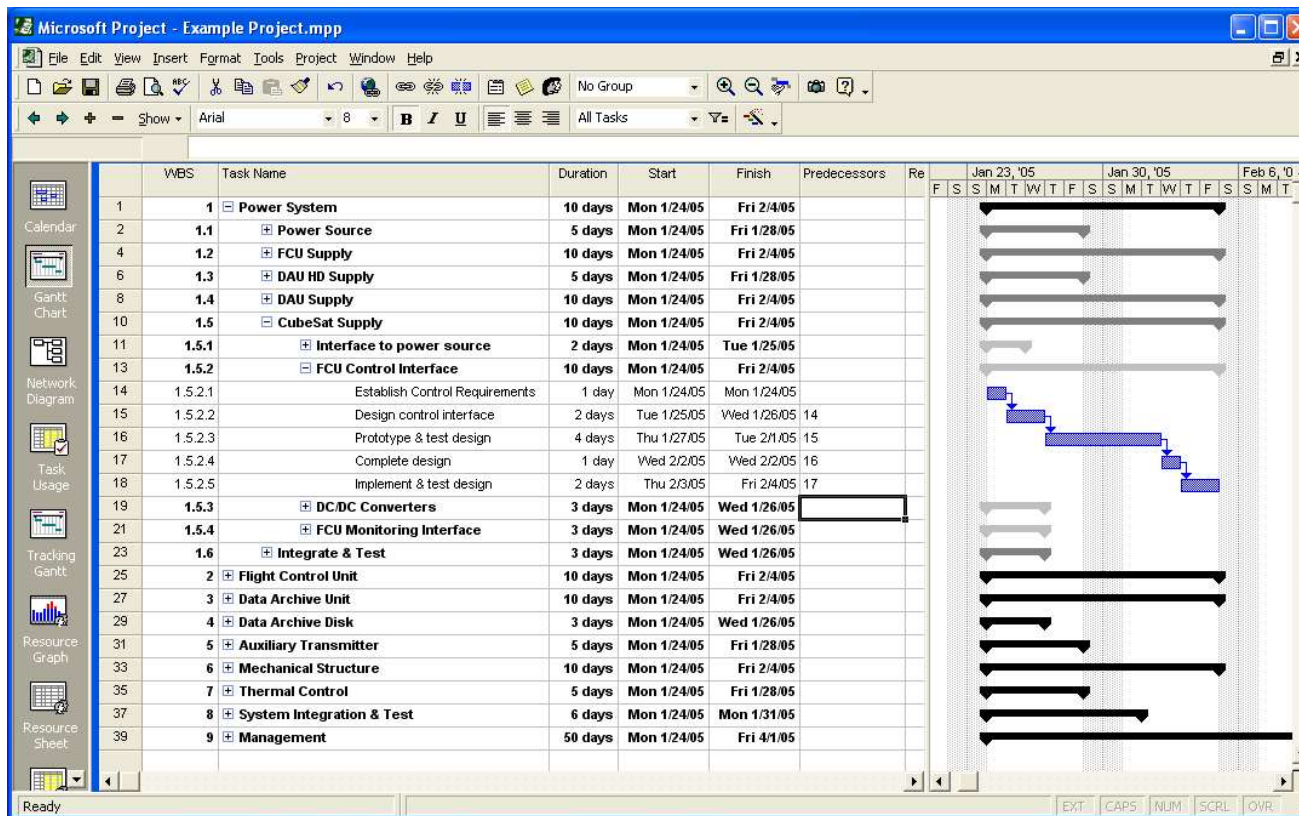 Microsoft Project - Example Project.mpp
File Edit View Insert Format Tools Project Window Help
No Group
Show Arial 8 B I U All Tasks
WBS Task Name Duration Start Finish Predecessors Re Jan 23, '05 Jan 30, '05 Feb 6, '0
F S S M T W T F S S M T W T F S S M T
1 1 Power System 10 days Mon 1/24/05 Fri 2/4/05
2 1.1 Power Source 5 days Mon 1/24/05 Fri 1/28/05
4 1.2 FCU Supply 10 days Mon 1/24/05 Fri 2/4/05
6 1.3 DAU HD Supply 5 days Mon 1/24/05 Fri 1/28/05
8 1.4 DAU Supply 10 days Mon 1/24/05 Fri 2/4/05
10 1.5 CubeSat Supply 10 days Mon 1/24/05 Fri 2/4/05
11 1.5.1 Interface to power source 2 days Mon 1/24/05 Tue 1/25/05
13 1.5.2 FCU Control Interface 10 days Mon 1/24/05 Fri 2/4/05
14 1.5.2.1 Establish Control Requirements 1 day Mon 1/24/05 Mon 1/24/05
15 1.5.2.2 Design control interface 2 days Tue 1/25/05 Wed 1/26/05 14
16 1.5.2.3 Prototype & test design 4 days Thu 1/27/05 Tue 2/1/05 15
17 1.5.2.4 Complete design 1 day Wed 2/2/05 Wed 2/2/05 16
18 1.5.2.5 Implement & test design 2 days Thu 2/3/05 Fri 2/4/05 17
19 1.5.3 DC/DC Converters 3 days Mon 1/24/05 Wed 1/26/05
21 1.5.4 FCU Monitoring Interface 3 days Mon 1/24/05 Wed 1/26/05
23 1.6 Integrate & Test 3 days Mon 1/24/05 Wed 1/26/05
25 2 Flight Control Unit 10 days Mon 1/24/05 Fri 2/4/05
27 3 Data Archive Unit 10 days Mon 1/24/05 Fri 2/4/05
29 4 Data Archive Disk 3 days Mon 1/24/05 Wed 1/26/05
31 5 Auxiliary Transmitter 5 days Mon 1/24/05 Fri 1/28/05
33 6 Mechanical Structure 10 days Mon 1/24/05 Fri 2/4/05
35 7 Thermal Control 5 days Mon 1/24/05 Fri 1/28/05
37 8 System Integration & Test 6 days Mon 1/24/05 Mon 1/31/05
39 9 Management 50 days Mon 1/24/05 Fri 4/1/05
Calendar
Gantt
Chart
Network
Diagram
Task
Usage
Tracking
Gantt
Resource
Graph
Resource
Sheet
Ready EXT CAPS NUM SCRL OVR